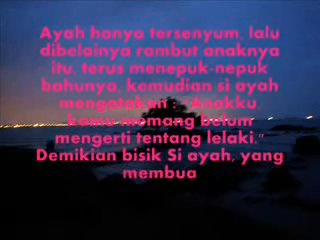 Ayah hanya tersenyum, lalu
dibelainya rambut anaknya
itu, terus menepuk-nepuk
bahunya, kemudian si ayah
mengatakan : "Anakku,
kamu memang belum
mengerti tentang lelaki."
Demikian bisik Si ayah, yang
membua